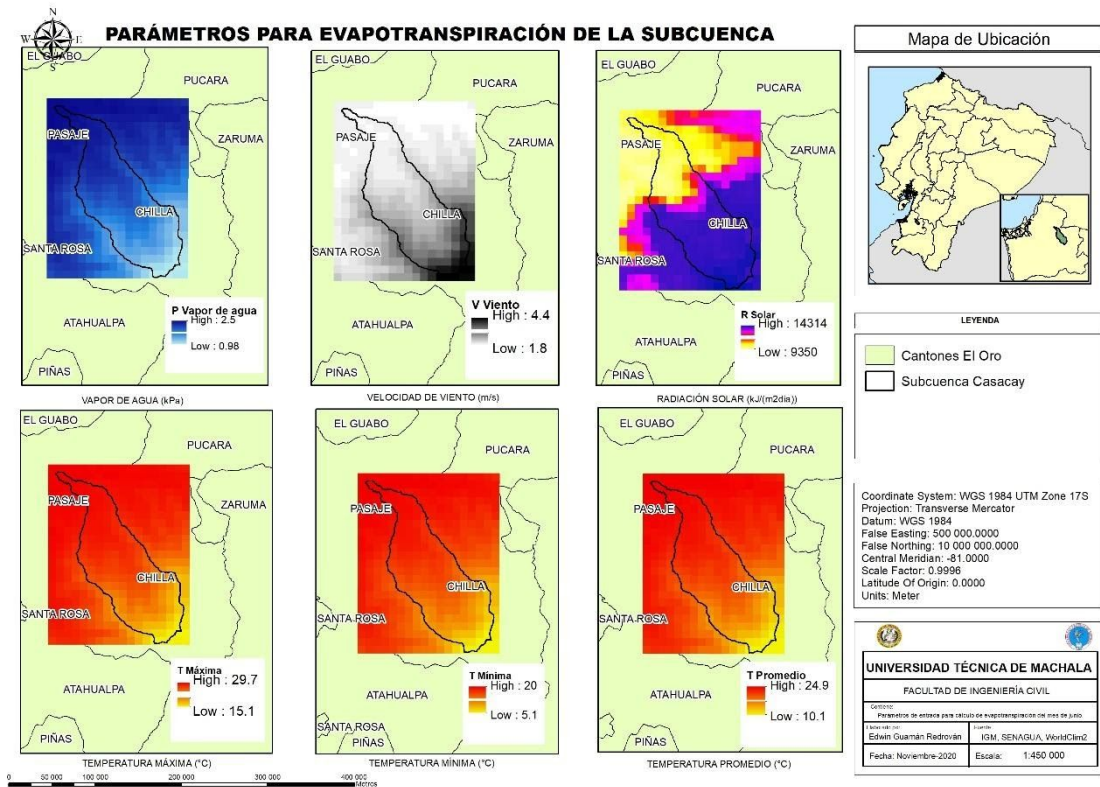 N
W E
S
PARÁMETROS PARA EVAPOTRANSPIRACIÓN DE LA SUBCUENCA
EL GUABO
PUCARA
ZARUMA
PASAJE
CHILLA
SANTA ROSA
ATAHUALPA
PIÑAS
P Vapor de agua
High : 2.5
Low : 0.98
VAPOR DE AGUA (kPa)
EL GUABO
PUCARA
ZARUMA
PASAJE
CHILLA
SANTA ROSA
ATAHUALPA
PIÑAS
V Viento
High : 4.4
Low : 1.8
VELOCIDAD DE VIENTO (m/s)
EL GUABO
PUCARA
ZARUMA
PASAJE
CHILLA
SANTA ROSA
ATAHUALPA
PIÑAS
R Solar
High : 14314
Low : 9350
RADIACIÓN SOLAR (kJ/(m2dia))
EL GUABO
PUCARA
ZARUMA
PASAJE
CHILLA
SANTA ROSA
ATAHUALPA
PIÑAS
T Máxima
High : 29.7
Low : 15.1
TEMPERATURA MÁXIMA (°C)
EL GUABO
PUCARA
ZARUMA
PASAJE
CHILLA
SANTA ROSA
ATAHUALPA
SANTA ROSA
PIÑAS
T Mínima
High : 20
Low : 5.1
TEMPERATURA MÍNIMA (°C)
EL GUABO
PUCARA
ZARUMA
PASAJE
CHILLA
SANTA ROSA
ATAHUALPA
SANTA ROSA
PIÑAS
T Promedio
High : 24.9
Low : 10.1
TEMPERATURA PROMEDIO (°C)
0 50 000 100 000 200 000 300 000 400 000
Metros
Mapa de Ubicación
LEYENDA
Cantones El Oro
Subcuenca Casacay
Coordinate System: WGS 1984 UTM Zone 17S
Projection: Transverse Mercator
Datum: WGS 1984
False Easting: 500 000.0000
False Northing: 10 000 000.0000
Central Meridian: -81.0000
Scale Factor: 0.9996
Latitude Of Origin: 0.0000
Units: Meter
UNIVERSIDAD TÉCNICA DE MACHALA
FACULTAD DE INGENIERÍA CIVIL
Contiene:
Parámetros de entrada para cálculo de evapotranspiración del mes de junio
Elaborado por:
Edwin Guamán Redrován
Fuente:
IGM, SENAGUA, WorldClim2
Fecha: Noviembre-2020
Escala: 1:450 000